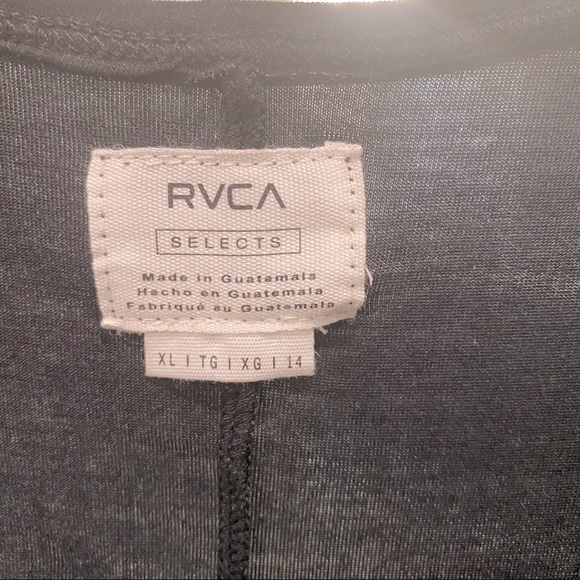 RVCA
SELECTS
Made in Guatemala
Hecho en Guatemala
Fabriqué au Guatemala
XL | TG | XG | 14